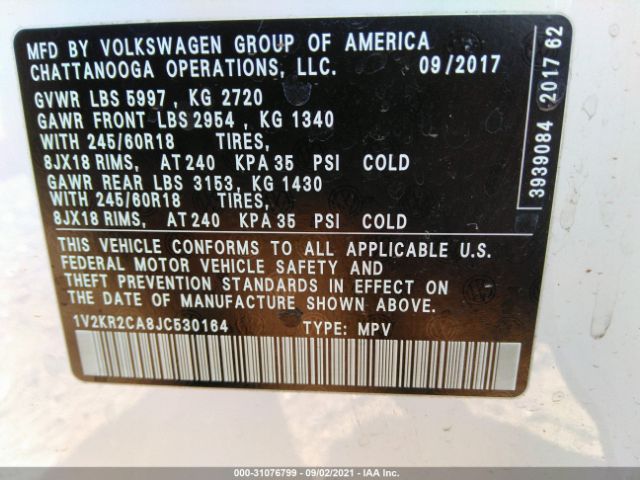 MFD BY VOLKSWAGEN GROUP OF AMERICA
CHATTANOOGA OPERATIONS, LLC. 09/2017
GVWR LBS 5997 , KG 2720
GAWR FRONT LBS 2954 , KG 1340
WITH 245/60R18 TIRES,
8JX18 RIMS, AT 240 KPA 35 PSI COLD
GAWR REAR LBS 3153, KG 1430
WITH 245/60R18 TIRES,
8JX18 RIMS, AT 240 KPA 35 PSI COLD
THIS VEHICLE CONFORMS TO ALL APPLICABLE U.S.
FEDERAL MOTOR VEHICLE SAFETY AND
THEFT PREVENTION STANDARDS IN EFFECT ON
THE DATE OF MANUFACTURE SHOWN ABOVE.
1V2KR2CA8JC530164 TYPE: MPV
3939084 2017 62
000-31076799 - 09/02/2021 - IAA Inc.